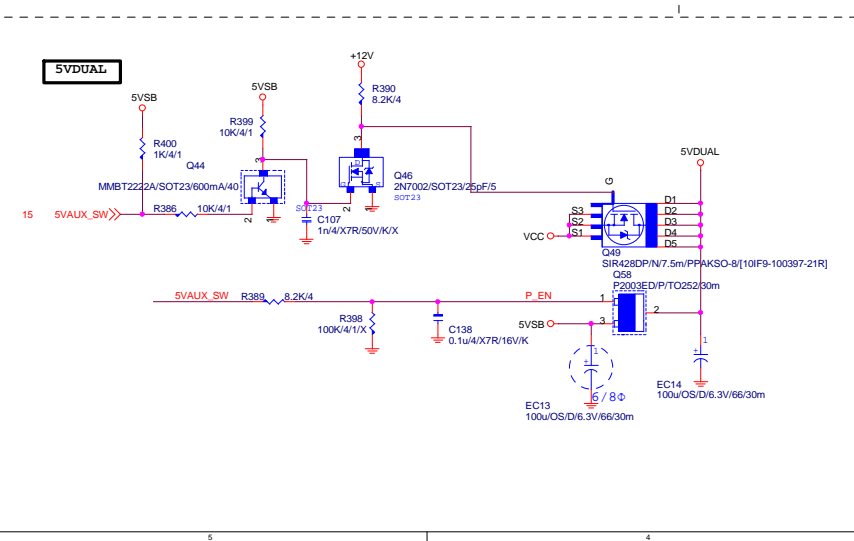 5VDUAL
+12V
5VSB
5VSB
R390
8.2K/4
R399
10K/4/1
R400
1K/4/1
5VDUAL
3
3
Q44
MMBT2222A/SOT23/600mA/40
D
G
S
Q46
2N7002/SOT23/25pF/5
SOT23
G
15 5VAUX_SW
R386 10K/4/1
2
1
SOT23
2
1
C107
1n/4/X7R/50V/K/X
S3
S2
S1
D1
D2
D3
D4
D5
VCC
Q49
SIR428DP/N/7.5m/PPAKSO-8/[10IF9-100397-21R]
Q58
P2003ED/P/TO252/30m
5VAUX_SW R389 8.2K/4
P_EN
1
2
3
5VSB
R398
100K/4/1/X
C138
0.1u/4/X7R/16V/K
1
+
6/8Φ
EC13
100u/OS/D/6.3V/66/30m
1
+
EC14
100u/OS/D/6.3V/66/30m
5
4